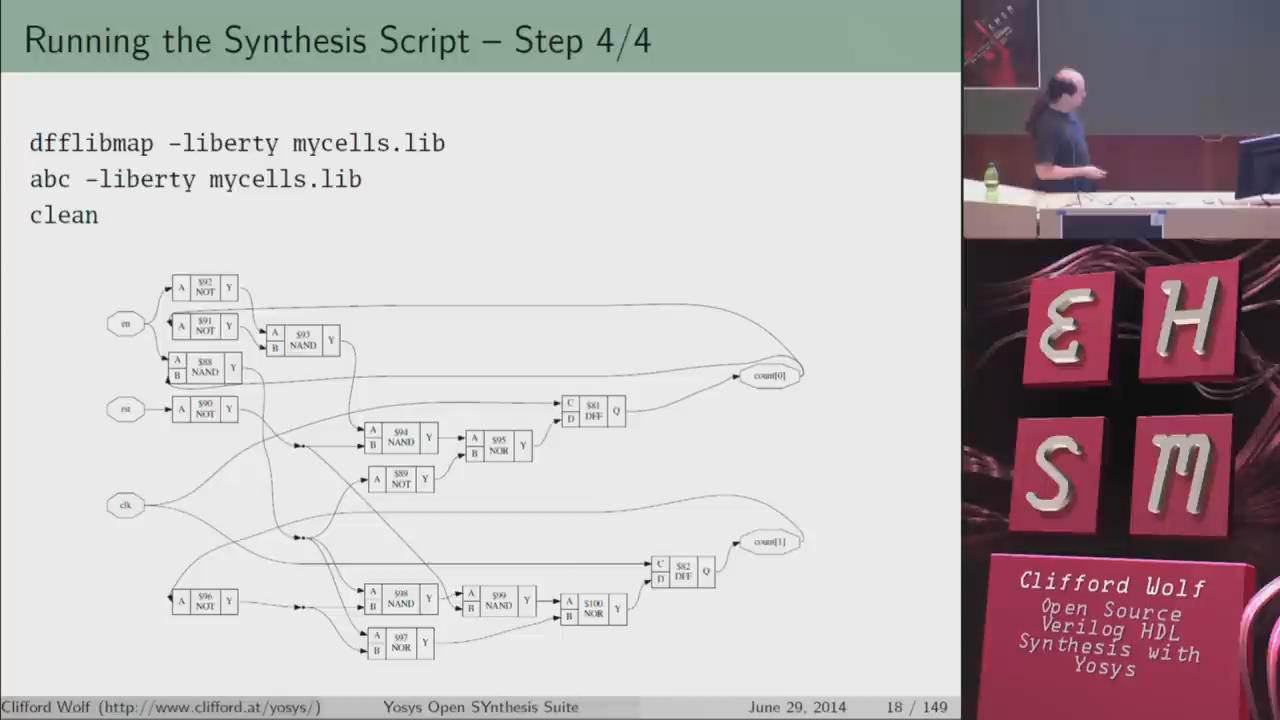 Running the Synthesis Script – Step 4/4
dfflibmap -liberty mycells.lib
abc -liberty mycells.lib
clean
en
rst
clk
A $92 NOT Y
A $91 NOT Y
A B $93 NAND Y
A B $88 NAND Y
A $90 NOT Y
A B $94 NAND Y
A B $95 NOR Y
C D $81 DFF Q
count[0]
A $89 NOT Y
A $96 NOT Y
A B $98 NAND Y
A B $99 NAND Y
A B $97 NOR Y
A B $100 NOR Y
C D $82 DFF Q
count[1]
Clifford Wolf (http://www.clifford.at/yosys/)
Yosys Open SYnthesis Suite
June 29, 2014
18 / 149
EH
SM
Clifford Wolf
Open Source
Verilog HDL
Synthesis with
Yosys